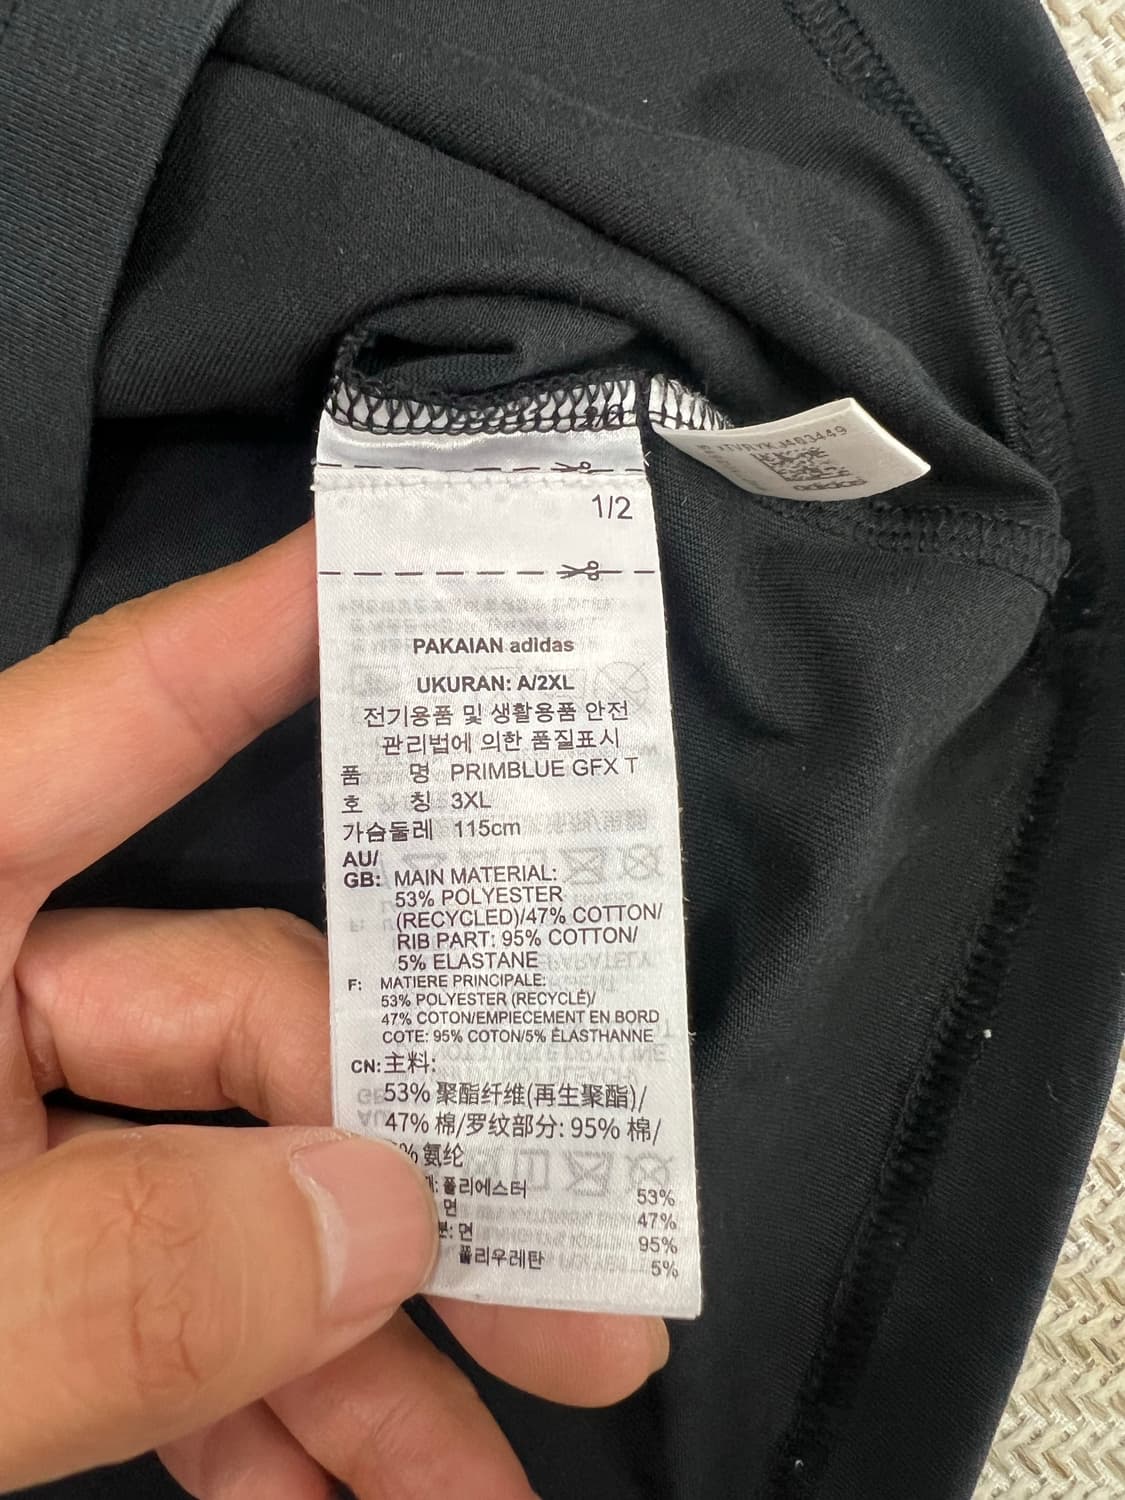 1/2
PAKAIAN adidas
UKURAN: A/2XL
전기용품 및 생활용품 안전
관리법에 의한 품질표시
품 명 PRIMBLUE GFX T
호 칭 3XL
가슴둘레 115cm
AU/
GB: MAIN MATERIAL:
53% POLYESTER
(RECYCLED)/47% COTTON/
RIB PART: 95% COTTON/
5% ELASTANE
F: MATIERE PRINCIPALE:
53% POLYESTER (RECYCLÉ)/
47% COTON/EMPIECEMENT EN BORD
COTE: 95% COTON/5% ÉLASTHANNE
CN: 主料:
53% 聚酯纤维(再生聚酯)/
47% 棉/罗纹部分: 95% 棉/
% 氨纶
폴리에스터 53%
면 47%
면 95%
폴리우레탄 5%
adidas